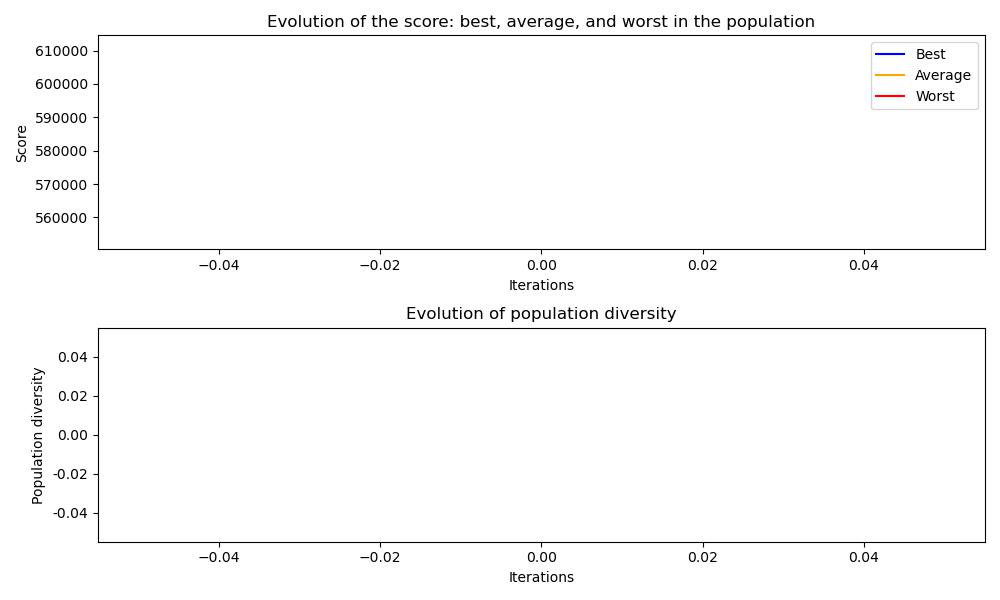 Evolution of the score: best, average, and worst in the population
610000
600000
590000
580000
570000
560000
Score
Best
Average
Worst
−0.04 −0.02 0.00 0.02 0.04
Iterations
Evolution of population diversity
0.04
0.02
0.00
-0.02
-0.04
Population diversity
−0.04 −0.02 0.00 0.02 0.04
Iterations